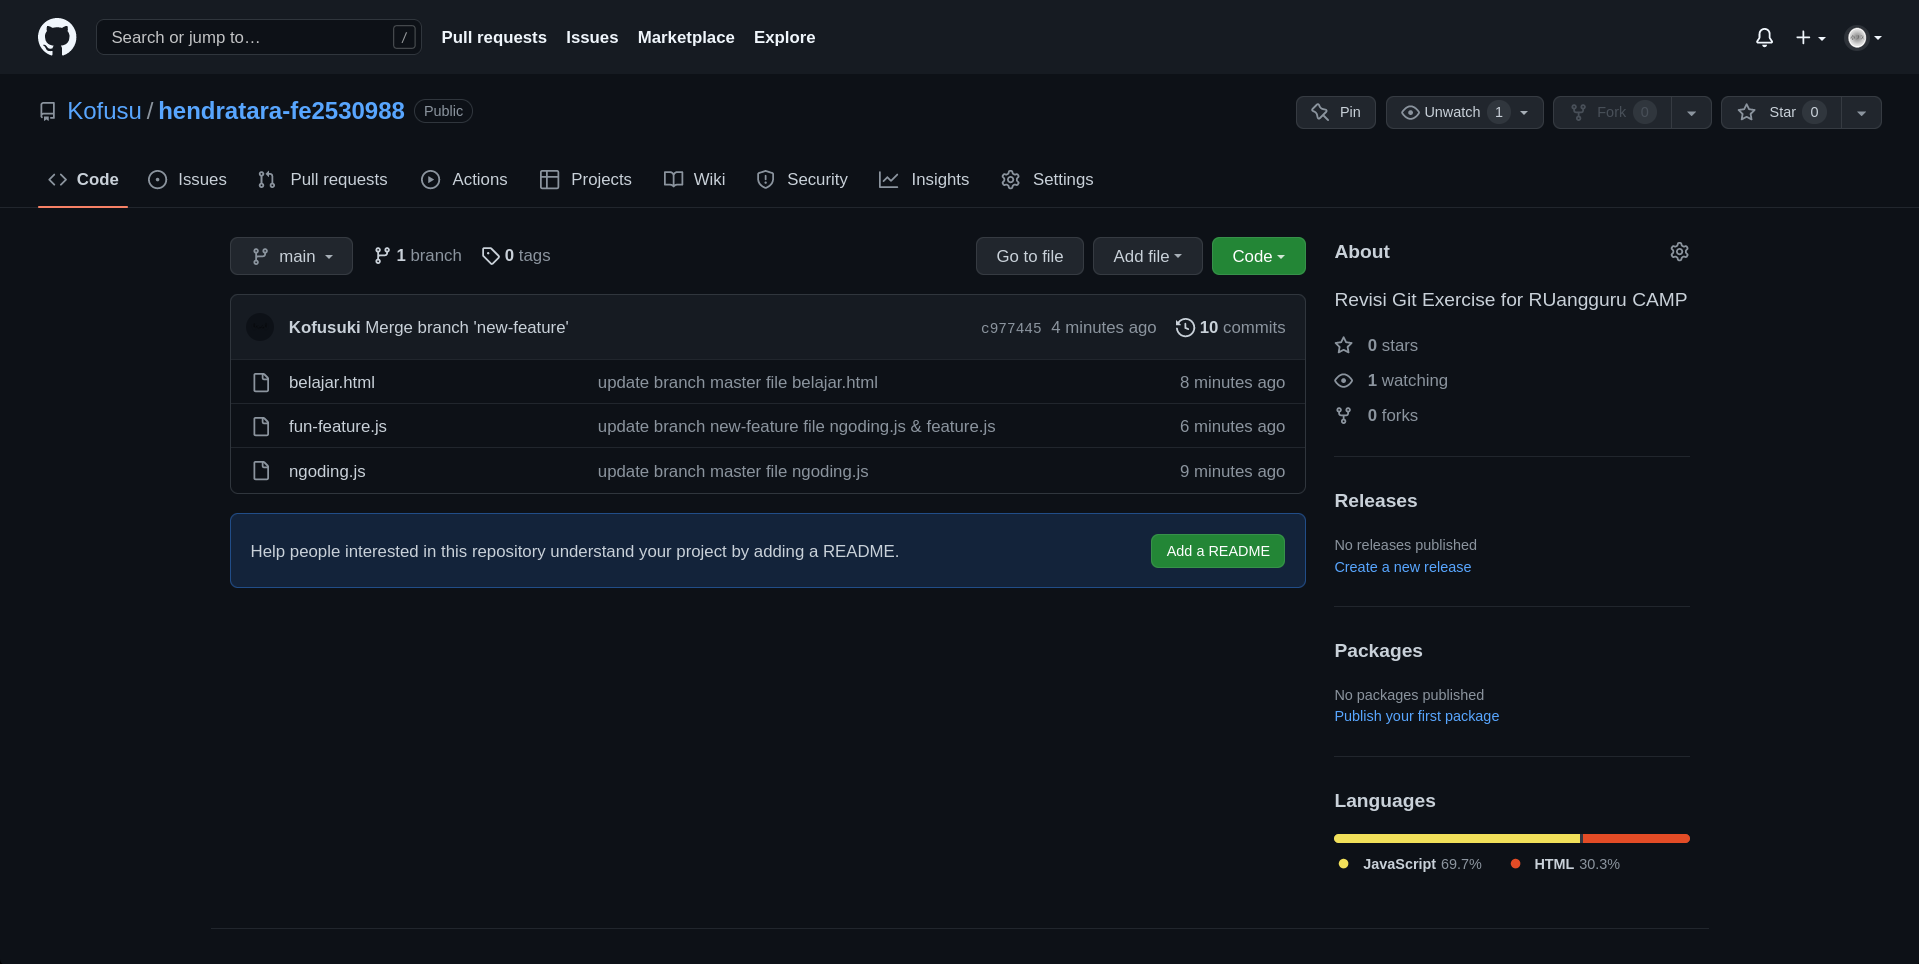 Search or jump to… / Pull requests Issues Marketplace Explore
Kofusu / hendratara-fe2530988 Public Pin Unwatch 1 Fork 0 Star 0
Code Issues Pull requests Actions Projects Wiki Security Insights Settings
main 1 branch 0 tags Go to file Add file Code
Kofusuki Merge branch 'new-feature' c977445 4 minutes ago 10 commits
belajar.html update branch master file belajar.html 8 minutes ago
fun-feature.js update branch new-feature file ngoding.js & feature.js 6 minutes ago
ngoding.js update branch master file ngoding.js 9 minutes ago
Help people interested in this repository understand your project by adding a README. Add a README
About
Revisi Git Exercise for RUangguru CAMP
0 stars
1 watching
0 forks
Releases
No releases published
Create a new release
Packages
No packages published
Publish your first package
Languages
JavaScript 69.7% HTML 30.3%